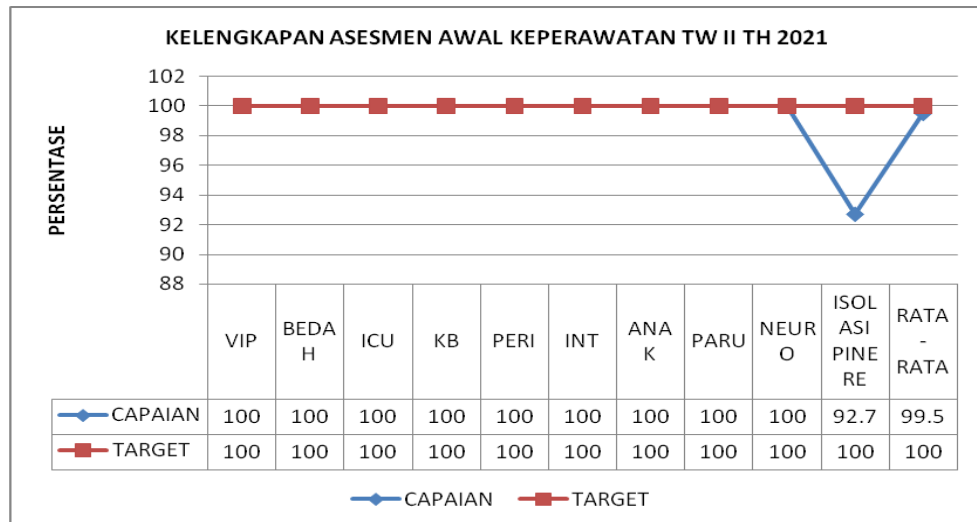 KELENGKAPAN ASESMEN AWAL KEPERAWATAN TW II TH 2021
PERSENTASE
102
100
98
96
94
92
90
88
VIP
BEDA
H
ICU
KB
PERI
INT
ANA
K
PARU
NEUR
O
ISOL
ASI
PINE
RE
RATA
-
RATA
CAPAIAN 100 100 100 100 100 100 100 100 100 92.7 99.5
TARGET 100 100 100 100 100 100 100 100 100 100 100
CAPAIAN TARGET